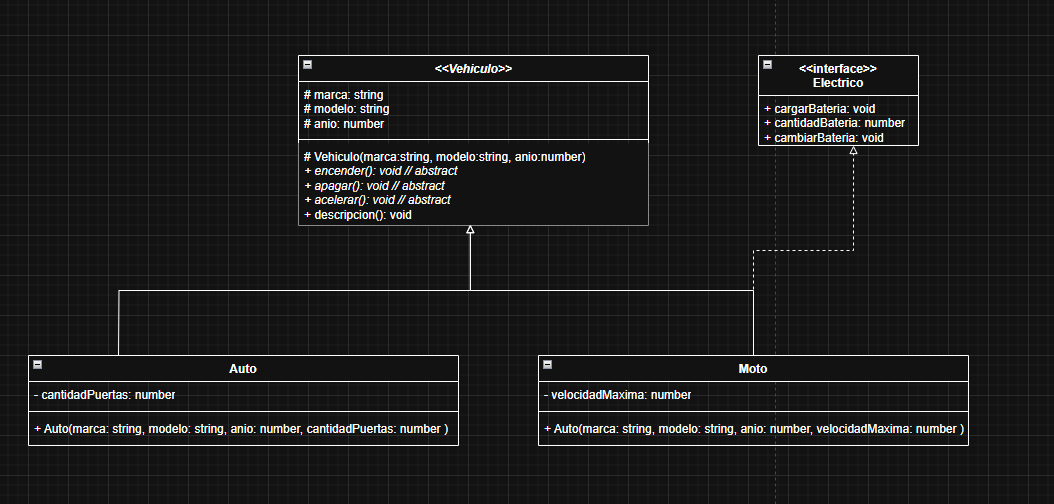 <<Vehiculo>>
# marca: string
# modelo: string
# anio: number
# Vehiculo(marca:string, modelo:string, anio:number)
+ encender(): void // abstract
+ apagar(): void // abstract
+ acelerar(): void // abstract
+ descripcion(): void
<<interface>>
Electrico
+ cargarBateria: void
+ cantidadBateria: number
+ cambiarBateria: void
Auto
- cantidadPuertas: number
+ Auto(marca: string, modelo: string, anio: number, cantidadPuertas: number )
Moto
- velocidadMaxima: number
+ Auto(marca: string, modelo: string, anio: number, velocidadMaxima: number )